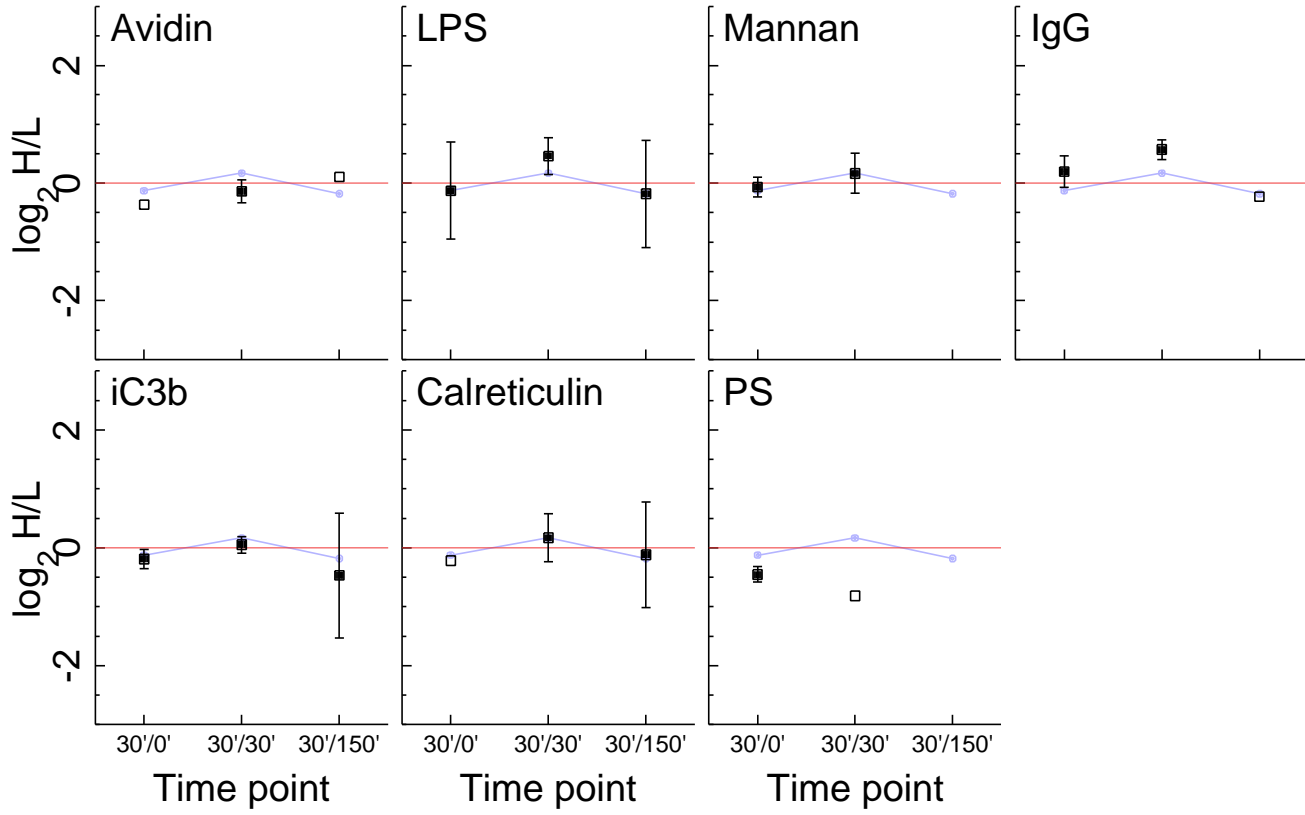 Avidin
LPS
Mannan
IgG
log2 H/L
2
0
-2
iC3b
Calreticulin
PS
log2 H/L
2
0
-2
30'/0' 30'/30' 30'/150'
30'/0' 30'/30' 30'/150'
30'/0' 30'/30' 30'/150'
Time point
Time point
Time point